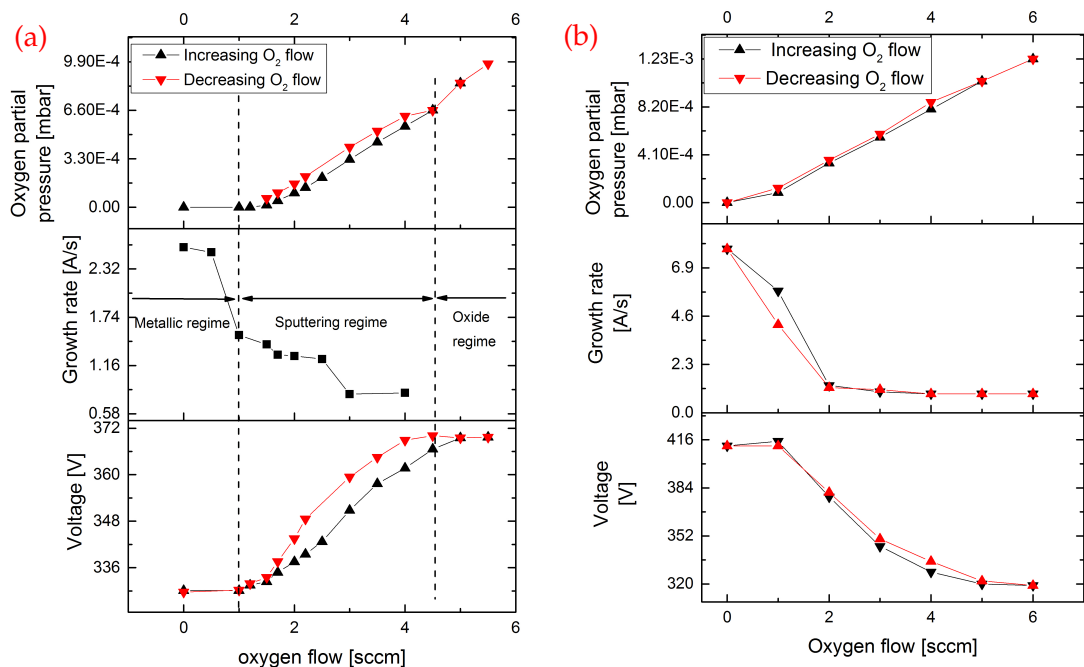 (a)
0 2 4 6
Increasing O2 flow
Decreasing O2 flow
9.90E-4
6.60E-4
3.30E-4
0.00
Oxygen partial
pressure [mbar]
2.32
1.74
1.16
0.58
Growth rate [A/s]
Metallic regime
Sputtering regime
Oxide
regime
372
360
348
336
Voltage [V]
0 2 4 6
oxygen flow [sccm]
(b)
0 2 4 6
Increasing O2 flow
Decreasing O2 flow
1.23E-3
8.20E-4
4.10E-4
0.00
Oxygen partial
pressure [mbar]
6.9
4.6
2.3
0.0
Growth rate
[A/s]
416
384
352
320
Voltage
[V]
0 2 4 6
Oxygen flow [sccm]